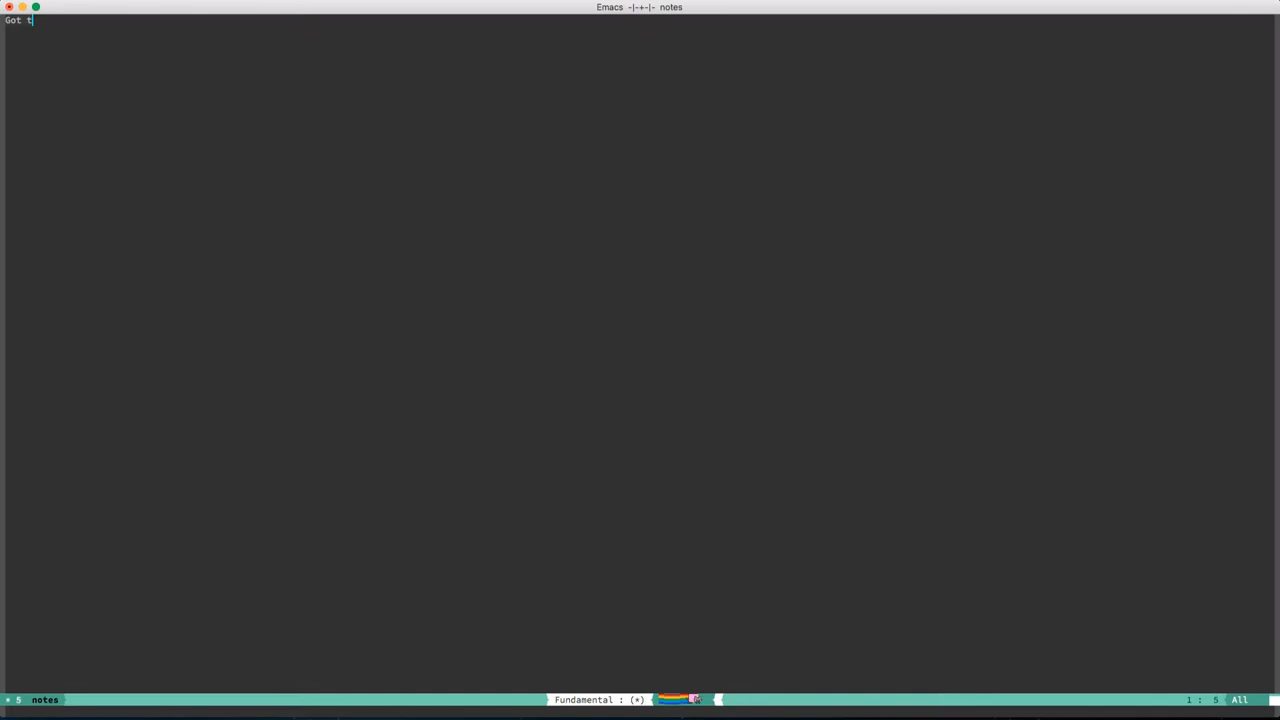 Emacs -|-+-|- notes
Got t
* 5 notes Fundamental : (*) 1 : 5 All